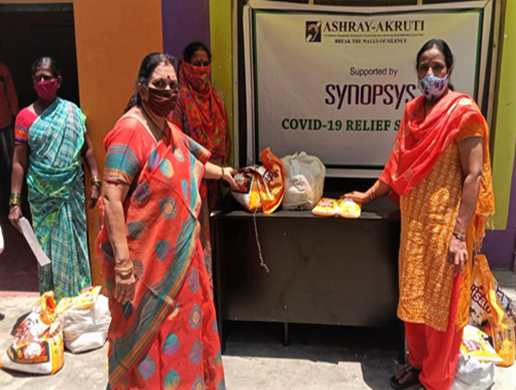 ASHRAY-AKRUTI
BREAK THE WALLS OF SILENCE
Supported by
SYNOPSYS
COVID-19 RELIEF S